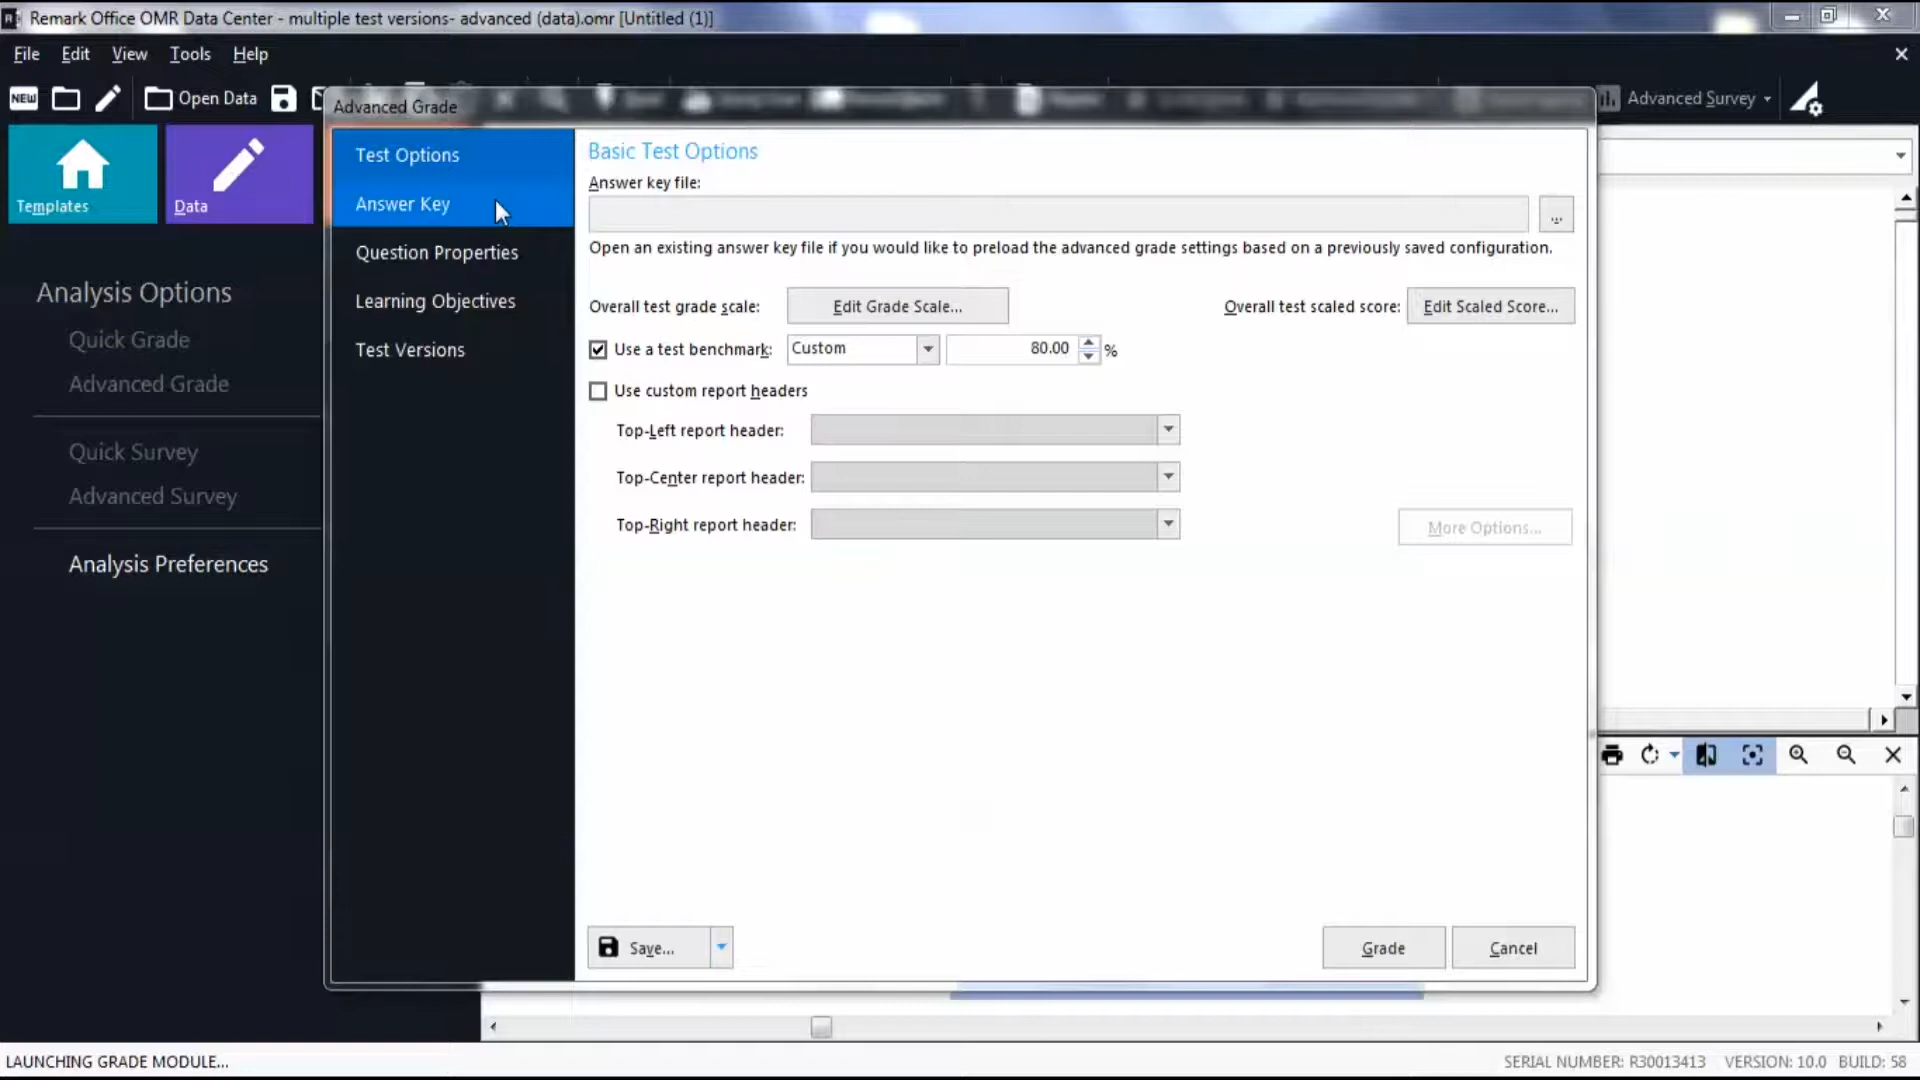 Remark Office OMR Data Center - multiple test versions- advanced (data).omr [Untitled (1)]
File Edit View Tools Help
NEW Open Data Advanced Survey
Advanced Grade
Templates
Data
Analysis Options
Quick Grade
Advanced Grade
Quick Survey
Advanced Survey
Analysis Preferences
Test Options
Answer Key
Question Properties
Learning Objectives
Test Versions
Basic Test Options
Answer key file:
...
Open an existing answer key file if you would like to preload the advanced grade settings based on a previously saved configuration.
Overall test grade scale: Edit Grade Scale... Overall test scaled score: Edit Scaled Score...
Use a test benchmark: Custom 80.00 %
Use custom report headers
Top-Left report header:
Top-Center report header:
Top-Right report header: More Options...
Save... Grade Cancel
LAUNCHING GRADE MODULE... SERIAL NUMBER: R30013413 VERSION: 10.0 BUILD: 58